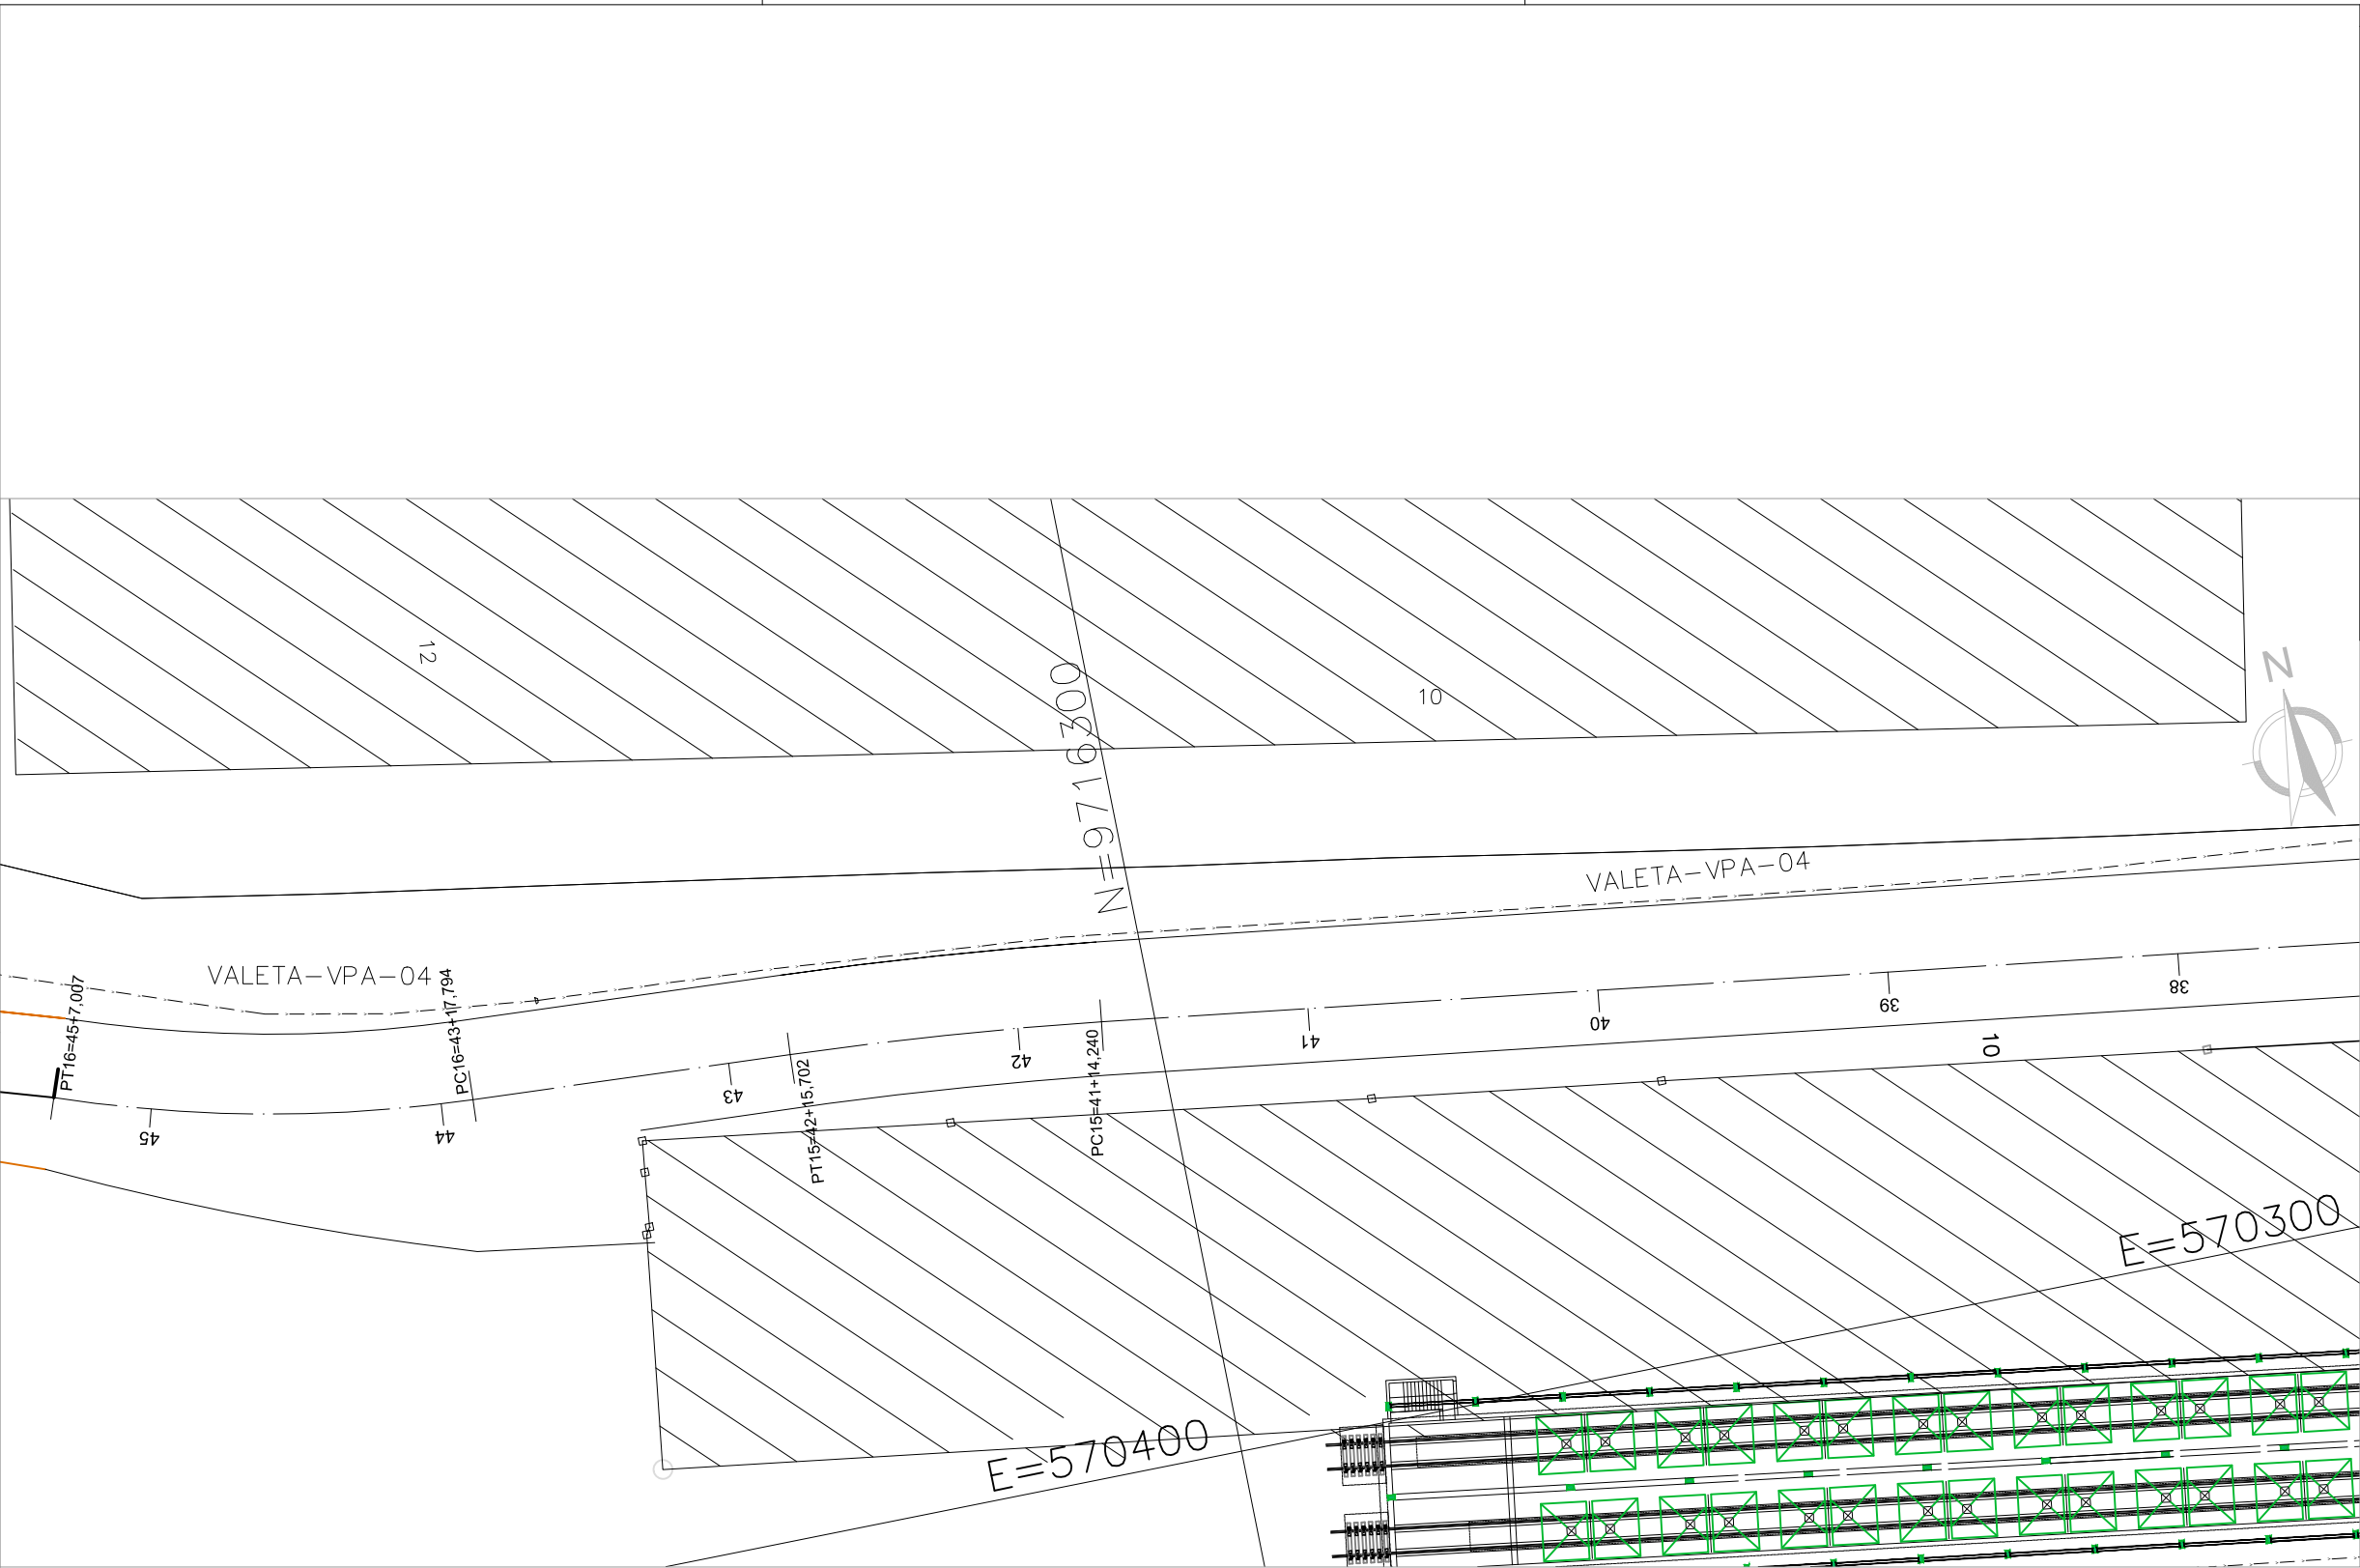 12
N
10
N=9716300
VALETA-VPA-04
VALETA-VPA-04
PT16=45+7,007
PC16=43+17,794
38
39
40
41
42
43
44
45
10
PC15=41+14,240
PT15=42+15,702
E=570300
E=570400